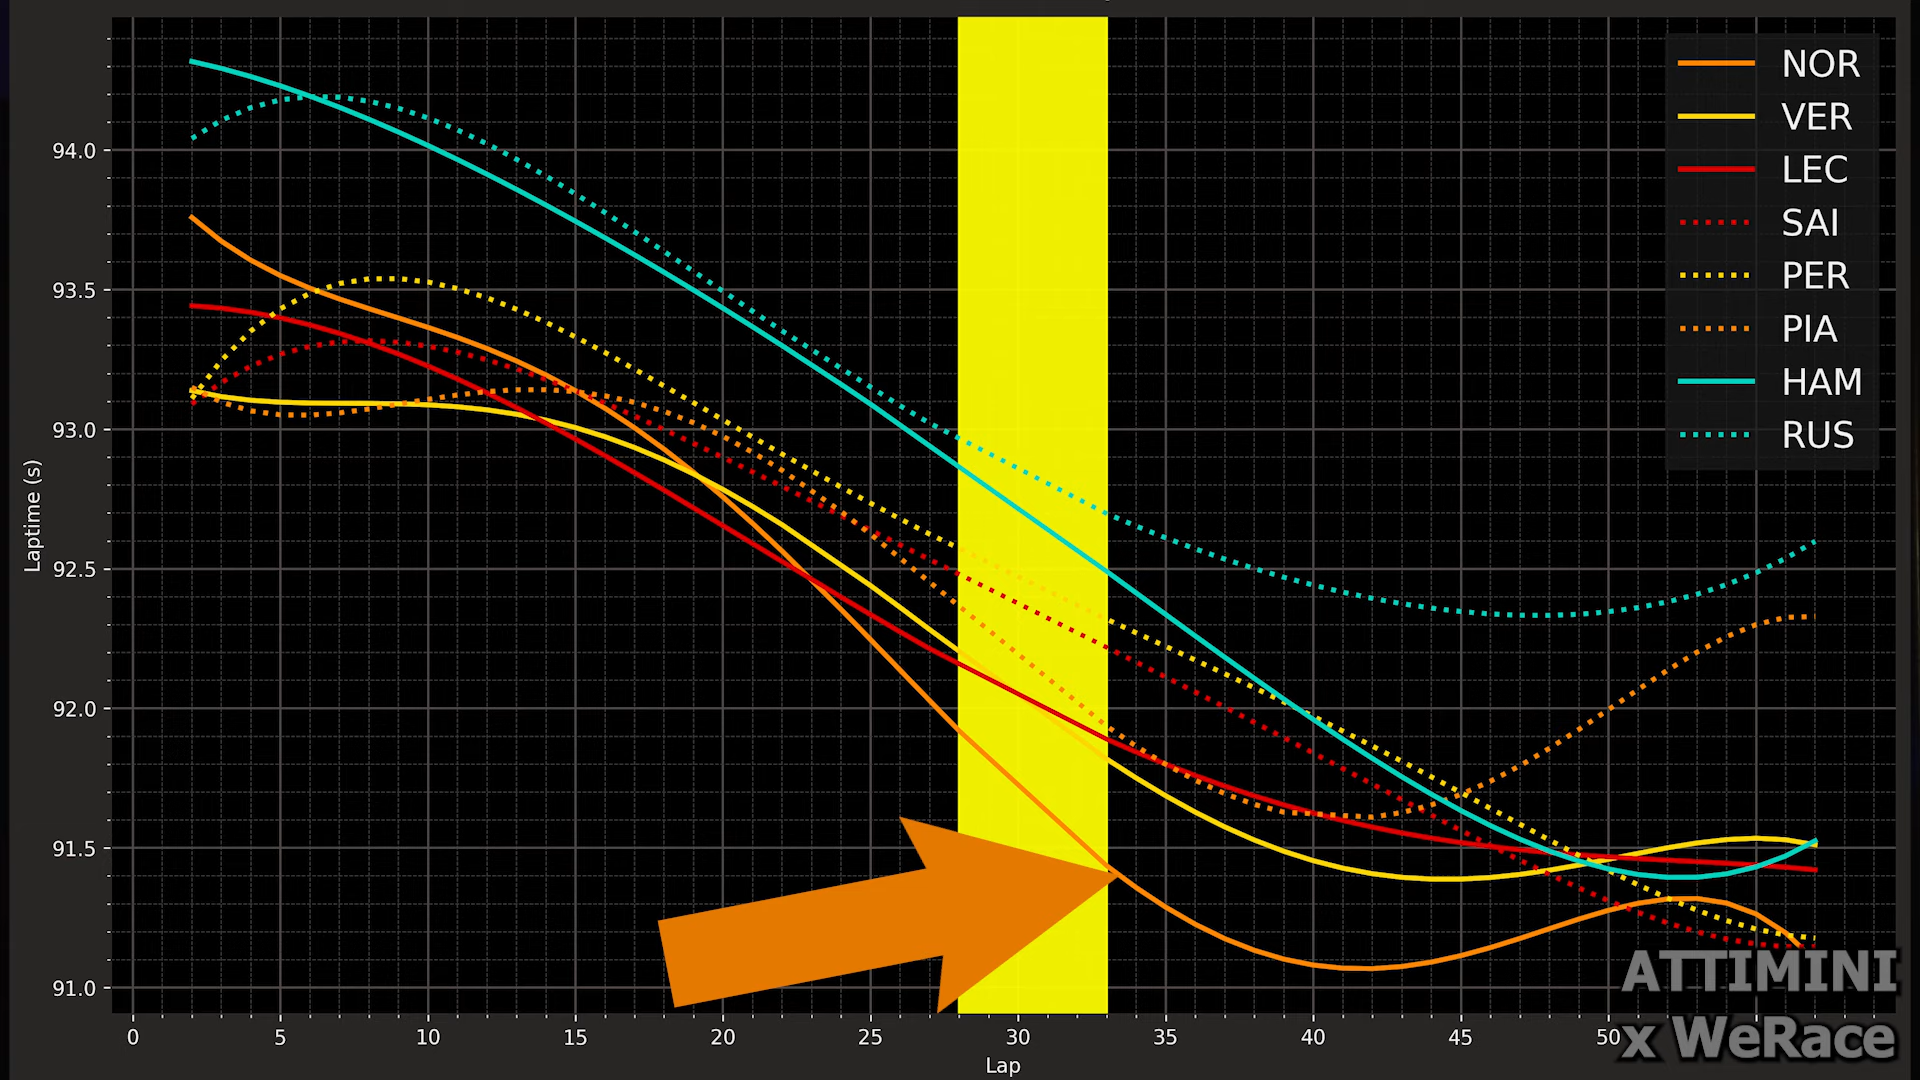 NOR
VER
LEC
SAI
PER
PIA
HAM
RUS
94.0
93.5
93.0
92.5
92.0
91.5
91.0
Laptime (s)
0 5 10 15 20 25 30 35 40 45 50
Lap
ATTIMINI
x WeRace